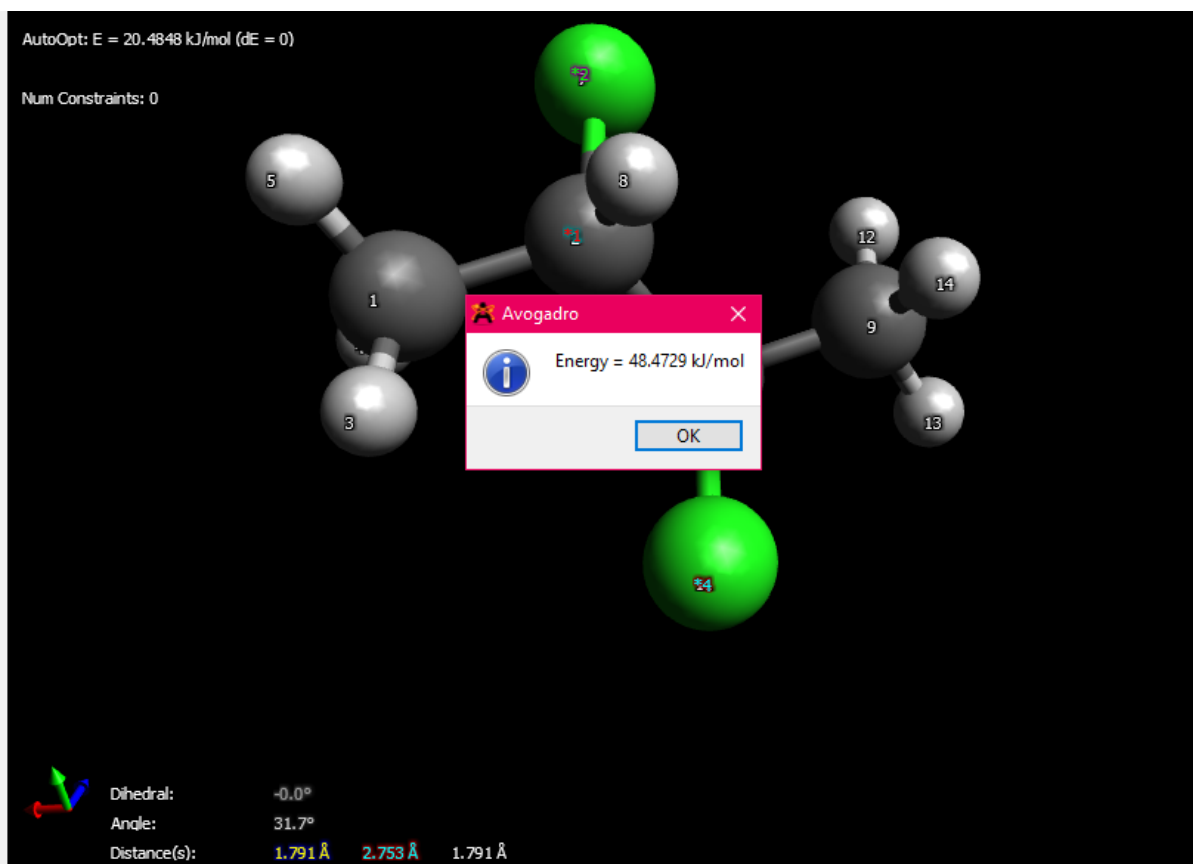 AutoOpt: E = 20.4848 kJ/mol (dE = 0)
Num Constraints: 0
*2
5
8
12
14
1
9
Avogadro
Energy = 48.4729 kJ/mol
3
13
OK
*4
Dihedral: -0.0°
Angle: 31.7°
Distance(s): 1.791 Å 2.753 Å 1.791 Å